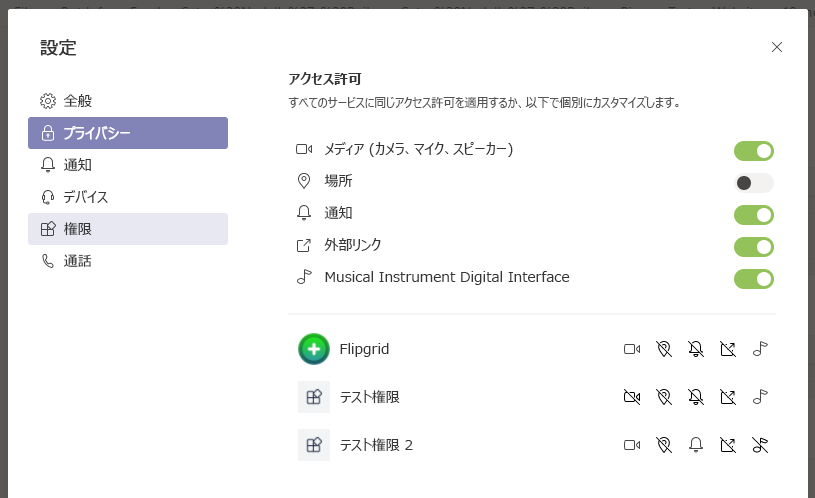 設定
全般
プライバシー
通知
デバイス
権限
通話
アクセス許可
すべてのサービスに同じアクセス許可を適用するか、以下で個別にカスタマイズします。
メディア (カメラ、マイク、スピーカー)
場所
通知
外部リンク
Musical Instrument Digital Interface
Flipgrid
テスト権限
テスト権限 2